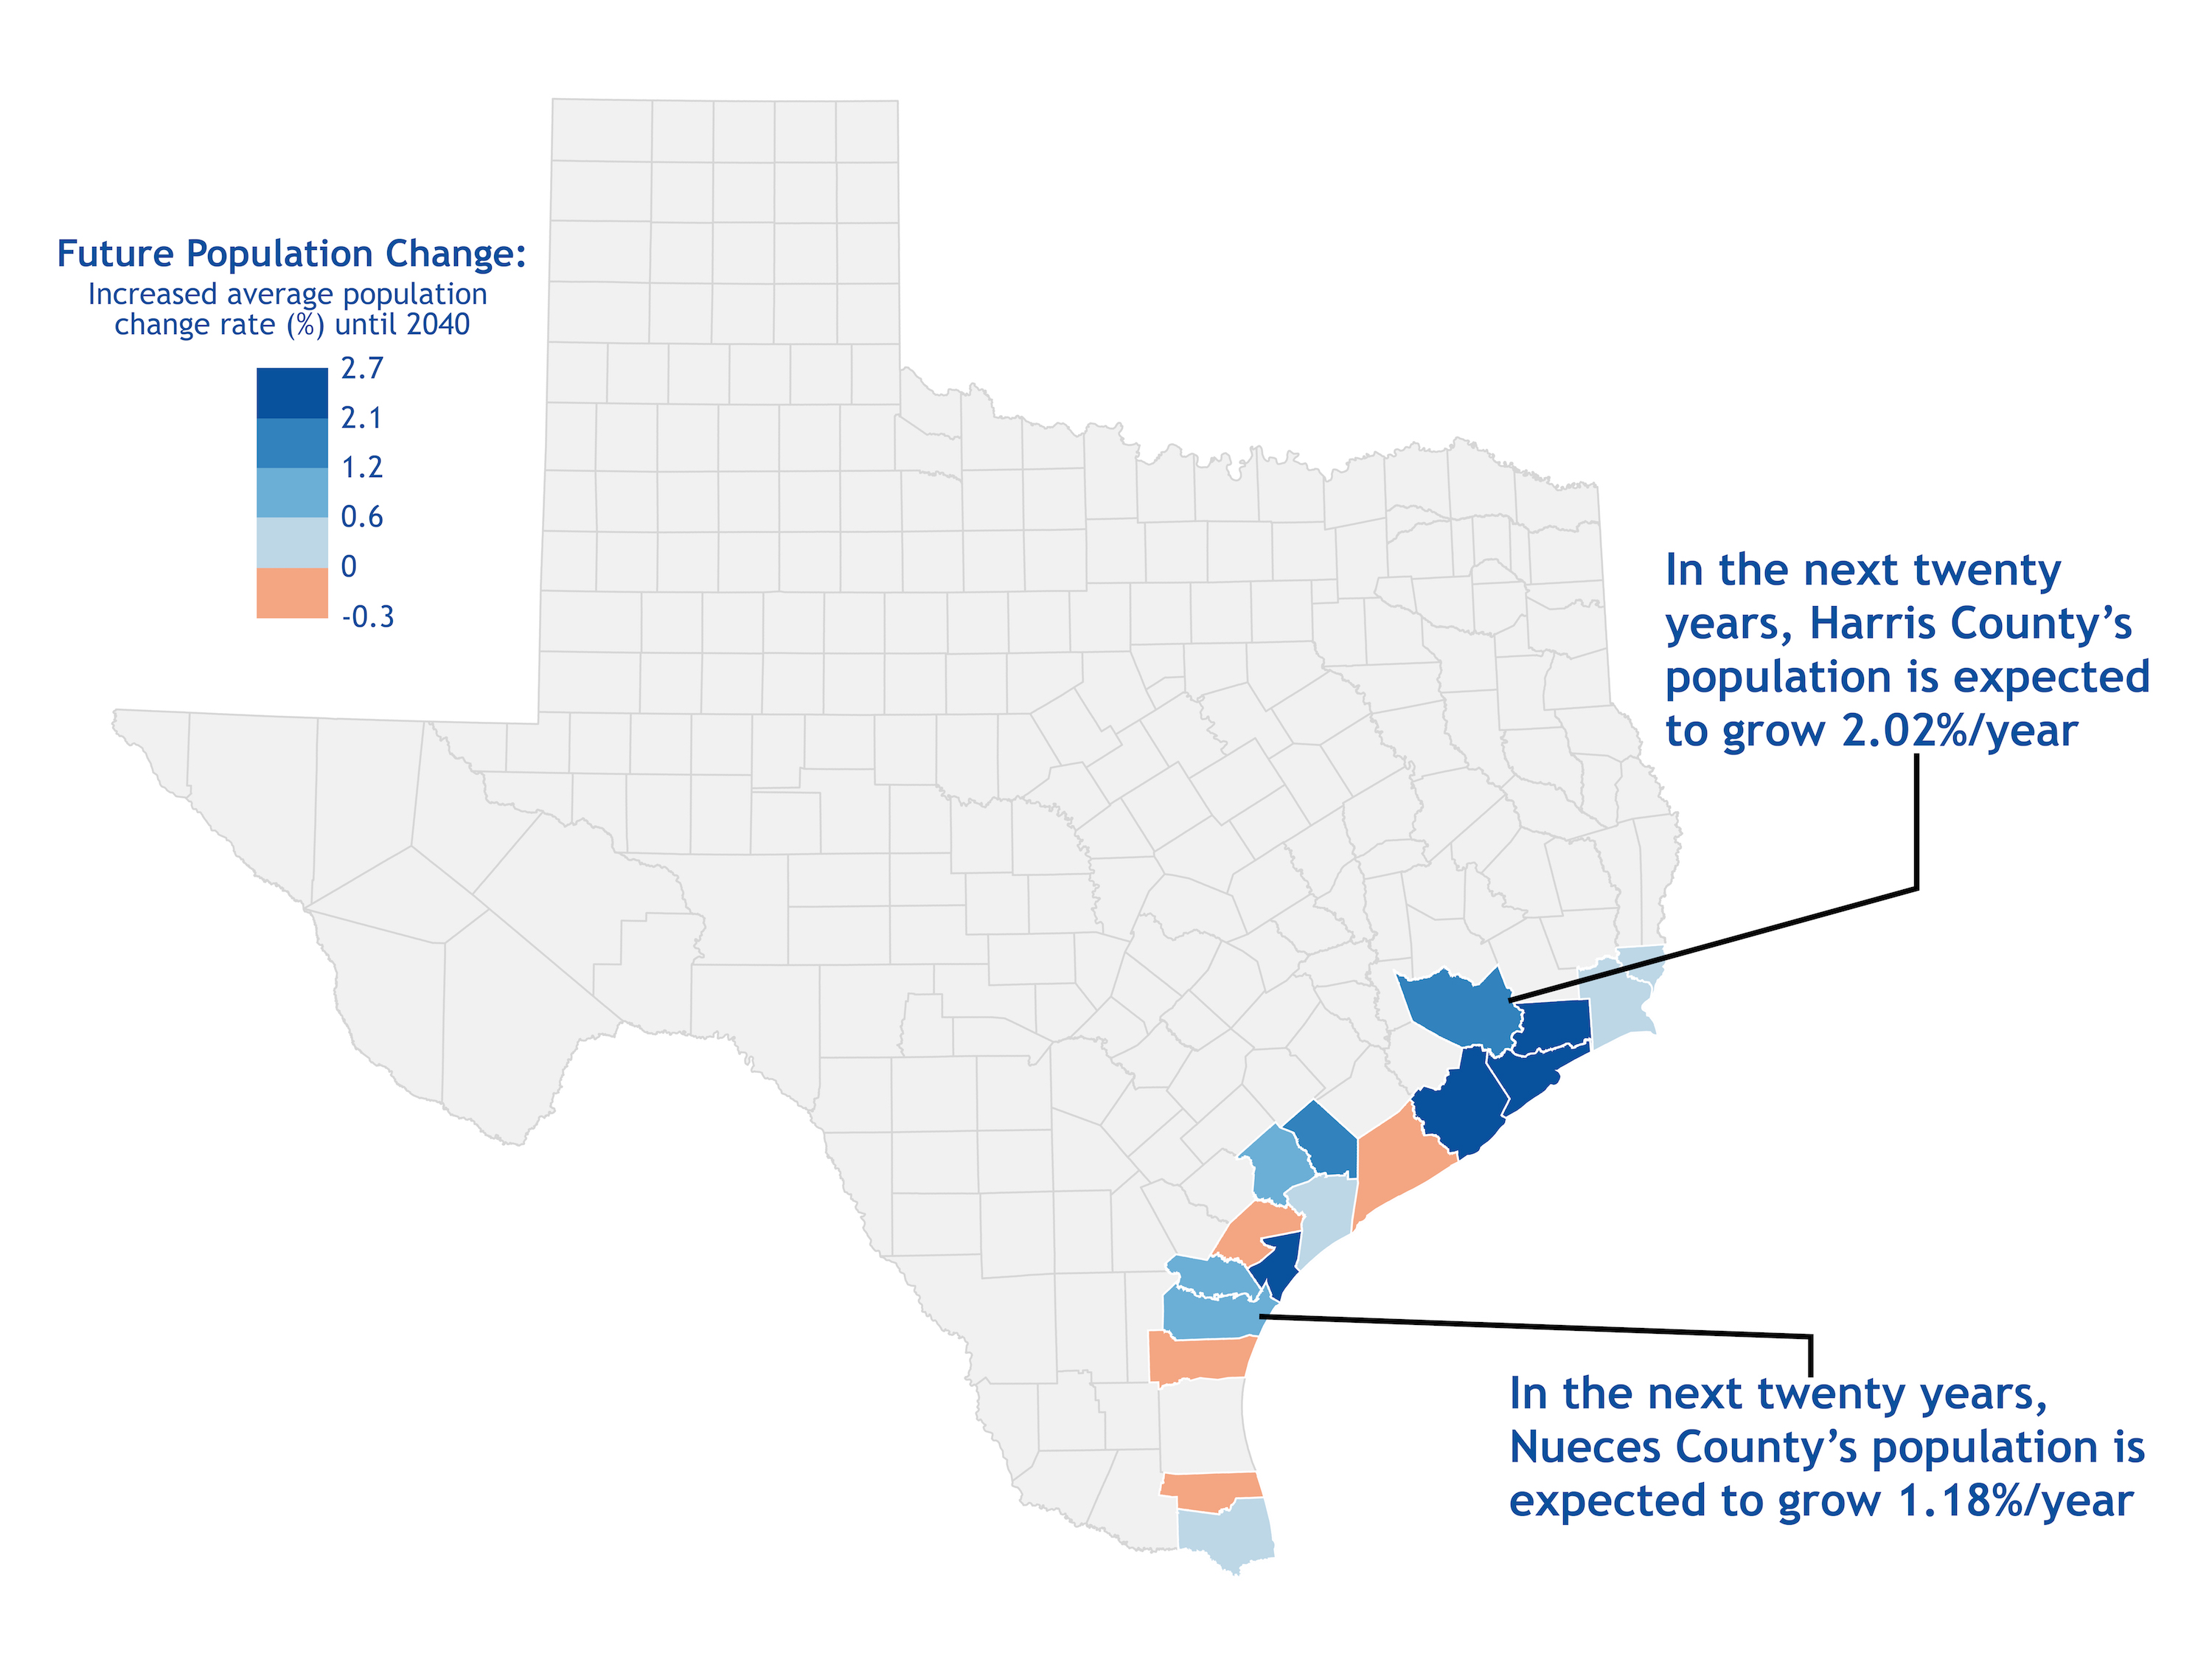 Future Population Change:
Increased average population
change rate (%) until 2040
2.7
2.1
1.2
0.6
0
-0.3
In the next twenty
years, Harris County’s
population is expected
to grow 2.02%/year
In the next twenty years,
Nueces County’s population is
expected to grow 1.18%/year